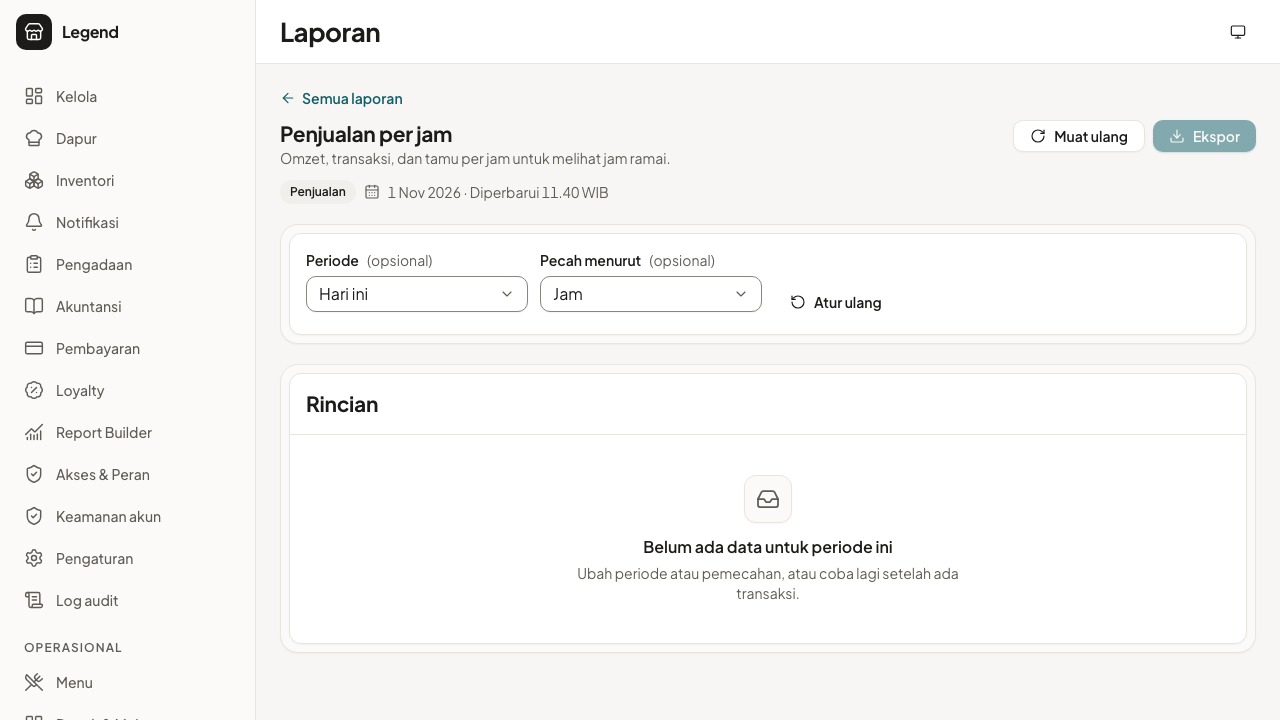 Legend
Laporan
Kelola
Dapur
Inventori
Notifikasi
Pengadaan
Akuntansi
Pembayaran
Loyalty
Report Builder
Akses & Peran
Keamanan akun
Pengaturan
Log audit
OPERASIONAL
Menu
Semua laporan
Penjualan per jam
Omzet, transaksi, dan tamu per jam untuk melihat jam ramai.
Muat ulang
Ekspor
Penjualan
1 Nov 2026 · Diperbarui 11.40 WIB
Periode (opsional)
Pecah menurut (opsional)
Hari ini
Jam
Atur ulang
Rincian
Belum ada data untuk periode ini
Ubah periode atau pemecahan, atau coba lagi setelah ada
transaksi.